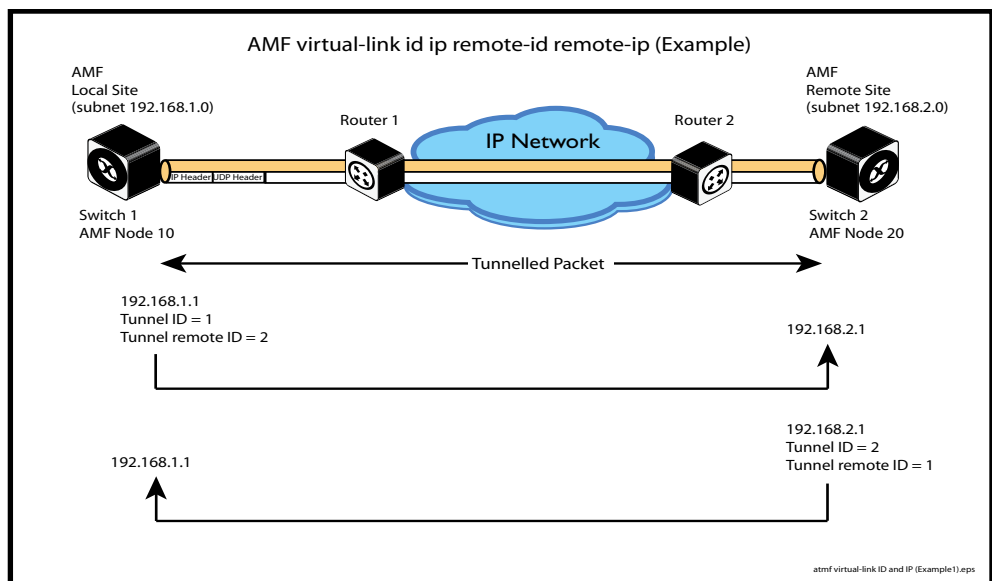 AMF virtual-link id ip remote-id remote-ip (Example)
AMF
Local Site
(subnet 192.168.1.0)
AMF
Remote Site
(subnet 192.168.2.0)
Router 1
Router 2
IP Network
IP Header
UDP Header
Switch 1
AMF Node 10
Switch 2
AMF Node 20
Tunnelled Packet
192.168.1.1
Tunnel ID = 1
Tunnel remote ID = 2
192.168.2.1
192.168.2.1
Tunnel ID = 2
Tunnel remote ID = 1
192.168.1.1
atmf virtual-link ID and IP (Example1).eps